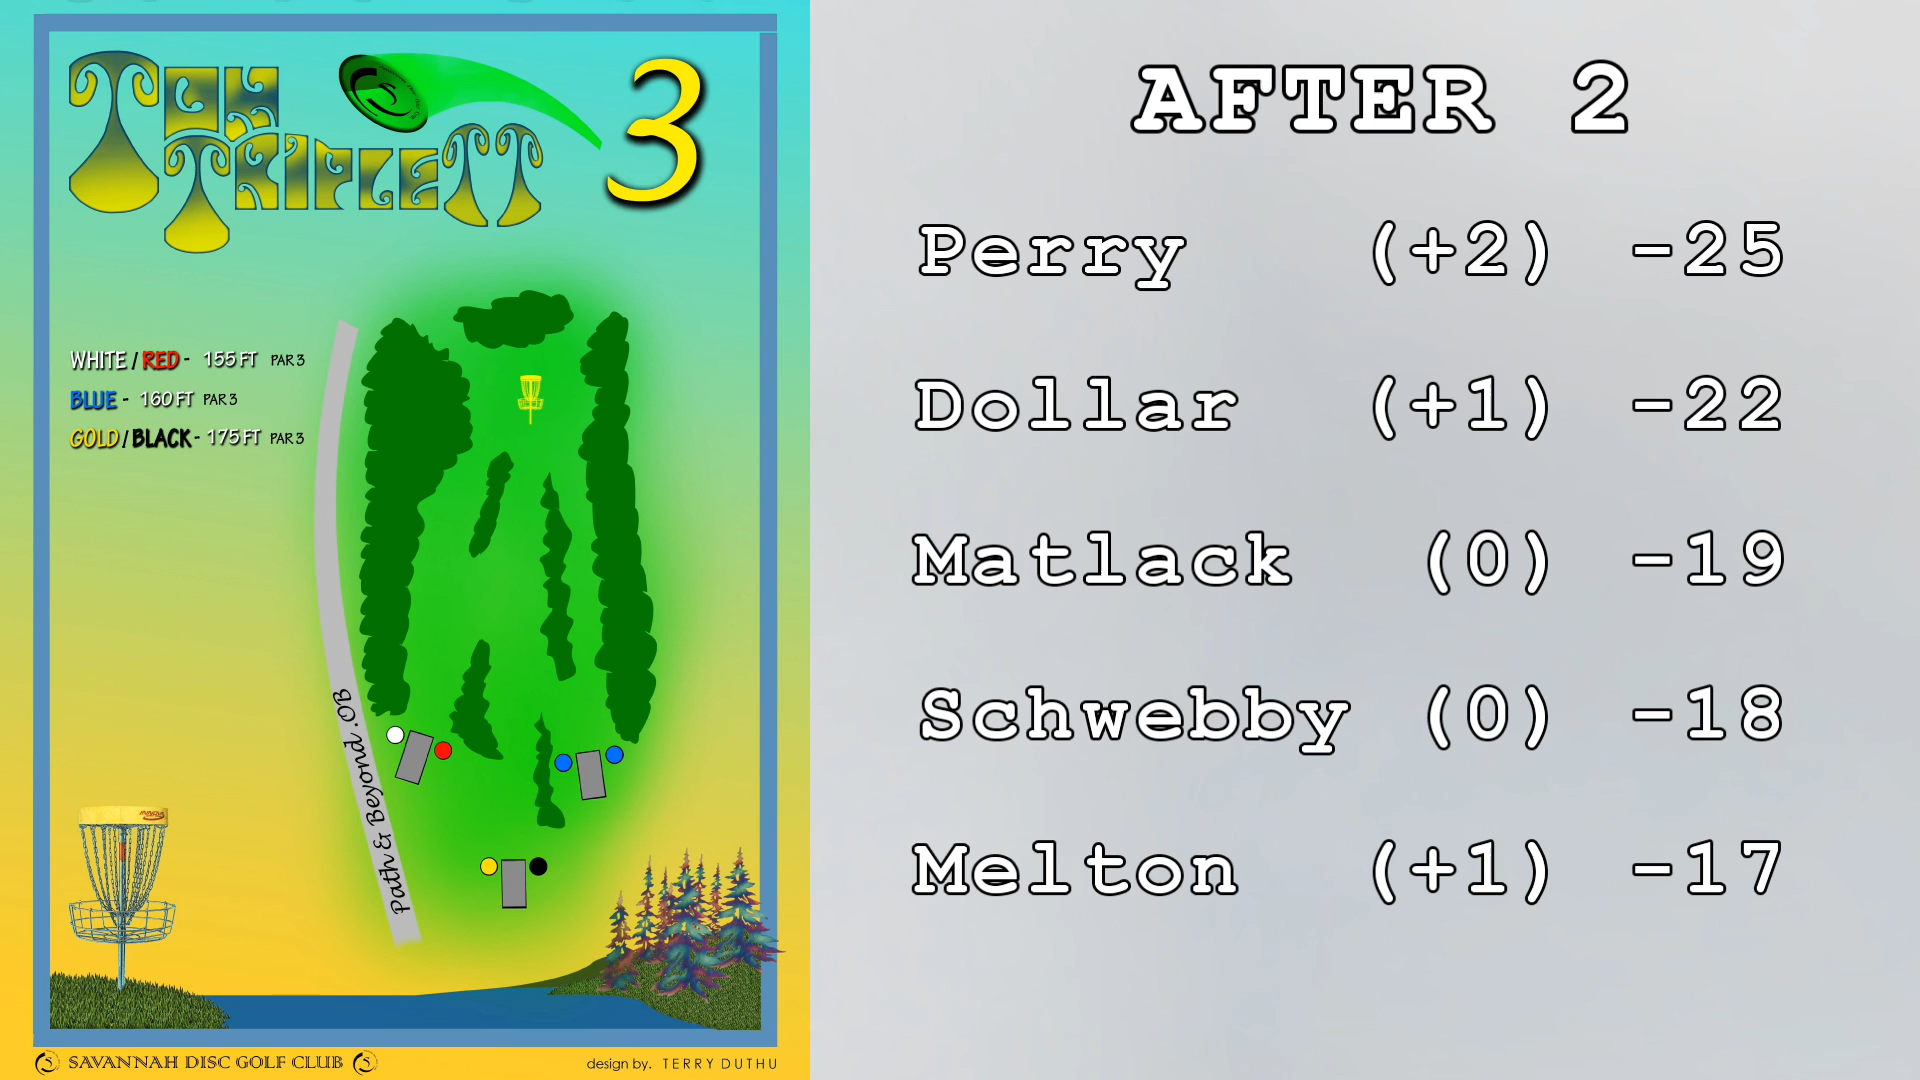 TOM
TRIPLETT
3
WHITE / RED - 155 FT PAR 3
BLUE - 160 FT PAR 3
GOLD / BLACK - 175 FT PAR 3
Path & Beyond .OB
SAVANNAH DISC GOLF CLUB
design by. TERRY DUTHU
AFTER 2
Perry (+2) -25
Dollar (+1) -22
Matlack (0) -19
Schwebby (0) -18
Melton (+1) -17